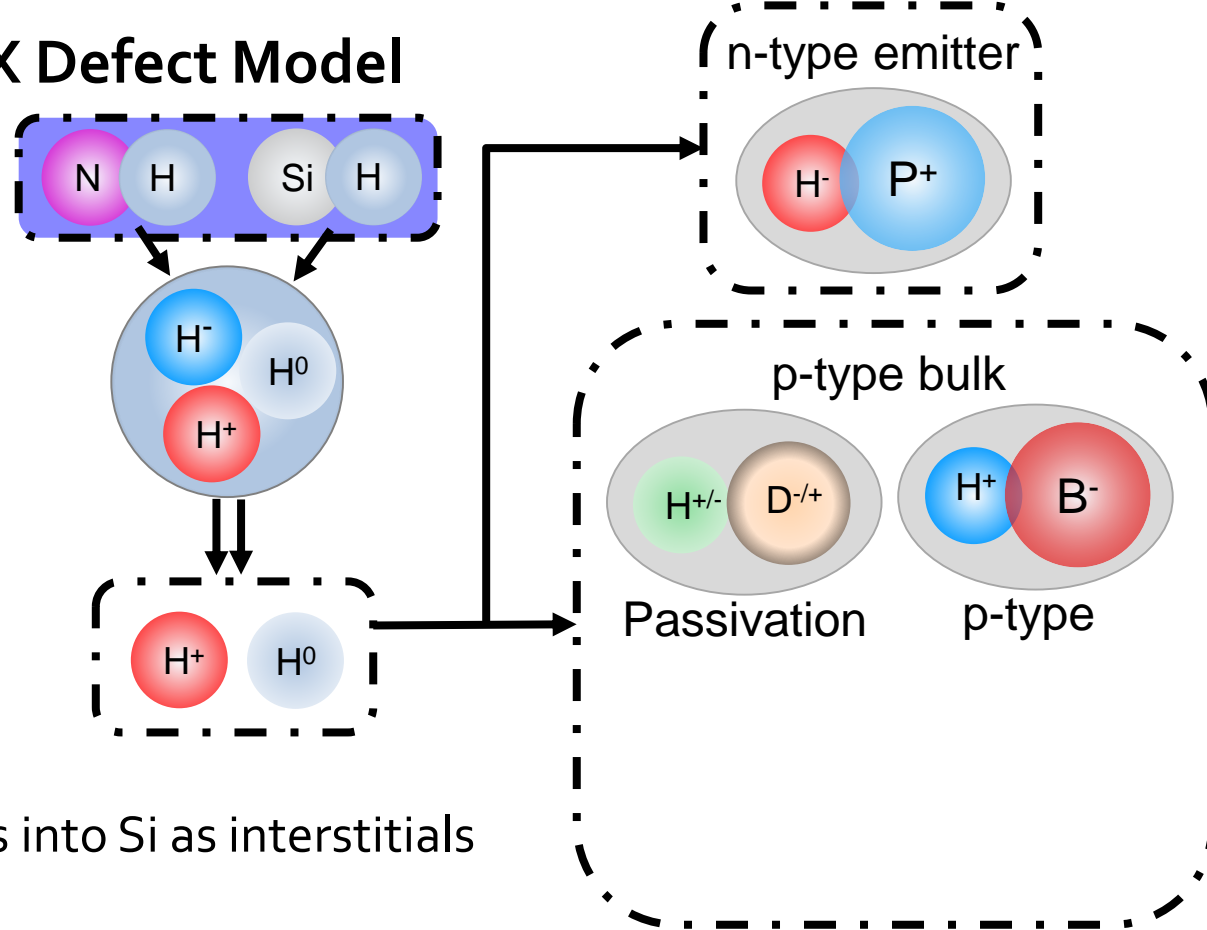 X Defect Model
n-type emitter
N H Si H
H⁻ P⁺
H⁻
H⁰
H⁺
p-type bulk
H⁺/⁻ D⁻/⁺ H⁺ B⁻
Passivation p-type
H⁺ H⁰
s into Si as interstitials